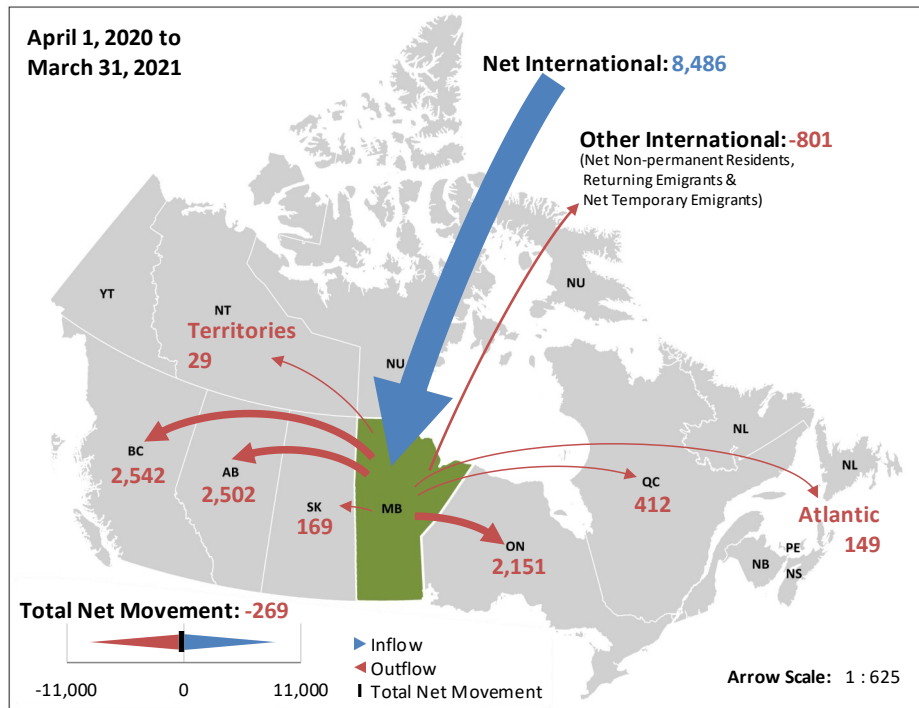 April 1, 2020 to
March 31, 2021
Net International: 8,486
Other International: -801
(Net Non-permanent Residents,
Returning Emigrants &
Net Temporary Emigrants)
YT
NT
NU
NU
Territories
29
BC
2,542
AB
2,502
SK
169
MB
ON
2,151
QC
412
NL
NL
Atlantic
149
PE
NB
NS
Total Net Movement: -269
-11,000 0 11,000
Inflow
Outflow
Total Net Movement
Arrow Scale: 1 : 625